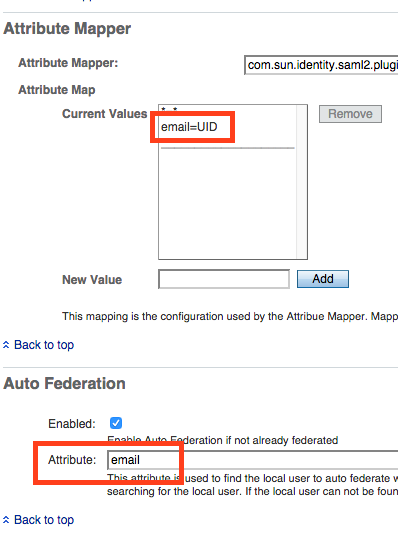 Attribute Mapper
Attribute Mapper: com.sun.identity.saml2.plugi
Attribute Map
Current Values *=* Remove
email=UID
New Value Add
This mapping is the configuration used by the Attribue Mapper. Mapp
Back to top
Auto Federation
Enabled:
Enable Auto Federation if not already federated
Attribute: email
This attribute is used to find the local user to auto federate w
searching for the local user. If the local user can not be foun
Back to top